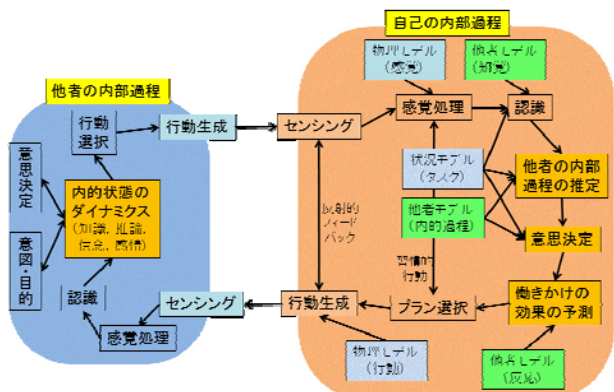 自己の内部過程
物理モデル
(感覚)
他者モデル
(知覚)
他者の内部過程
行動
選択
行動生成
センシング
感覚処理
認識
意思決定
内的状態の
ダイナミクス
(知識、推論、
信念、感情)
意図・目的
状況モデル
(タスク)
他者の内部
過程の推定
他者モデル
(内的過程)
反射的
フィード
バック
習慣的
行動
意思決定
認識
感覚処理
センシング
行動生成
プラン選択
働きかけの
効果の予測
物理モデル
(行動)
他者モデル
(反応)